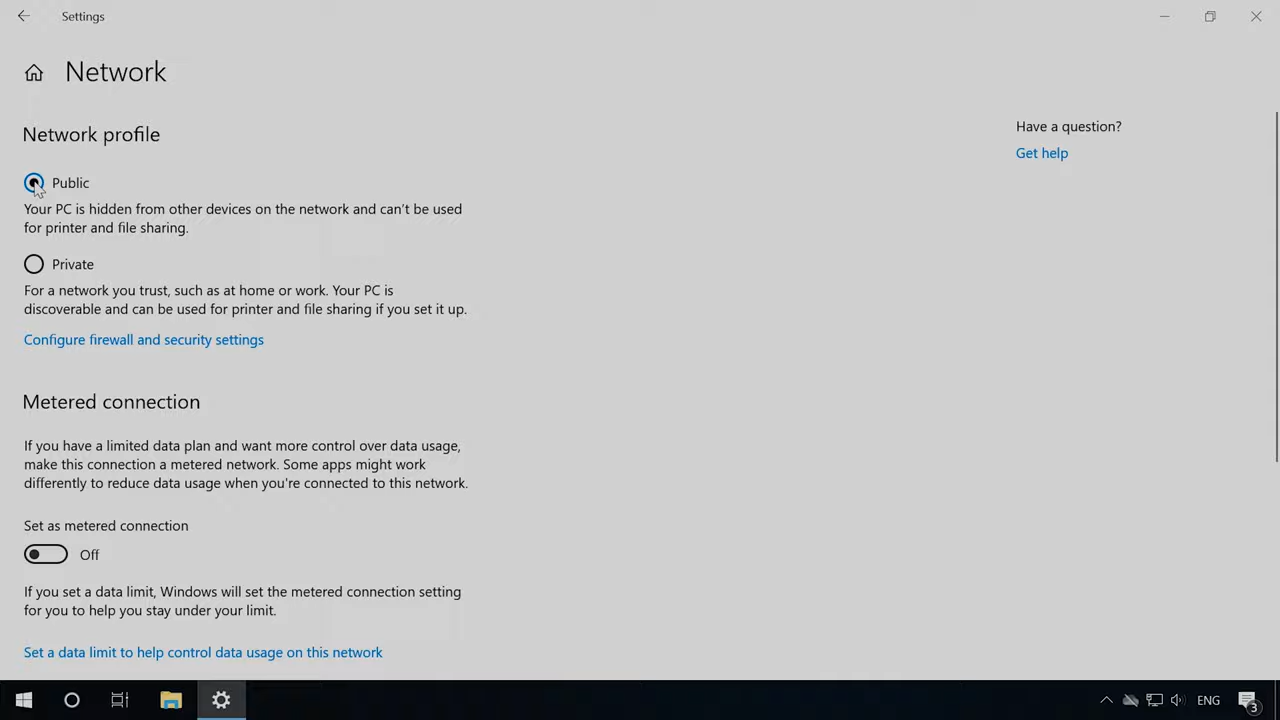 Settings
Network
Network profile
Have a question?
Get help
Public
Your PC is hidden from other devices on the network and can't be used
for printer and file sharing.
Private
For a network you trust, such as at home or work. Your PC is
discoverable and can be used for printer and file sharing if you set it up.
Configure firewall and security settings
Metered connection
If you have a limited data plan and want more control over data usage,
make this connection a metered network. Some apps might work
differently to reduce data usage when you're connected to this network.
Set as metered connection
Off
If you set a data limit, Windows will set the metered connection setting
for you to help you stay under your limit.
Set a data limit to help control data usage on this network
ENG
3